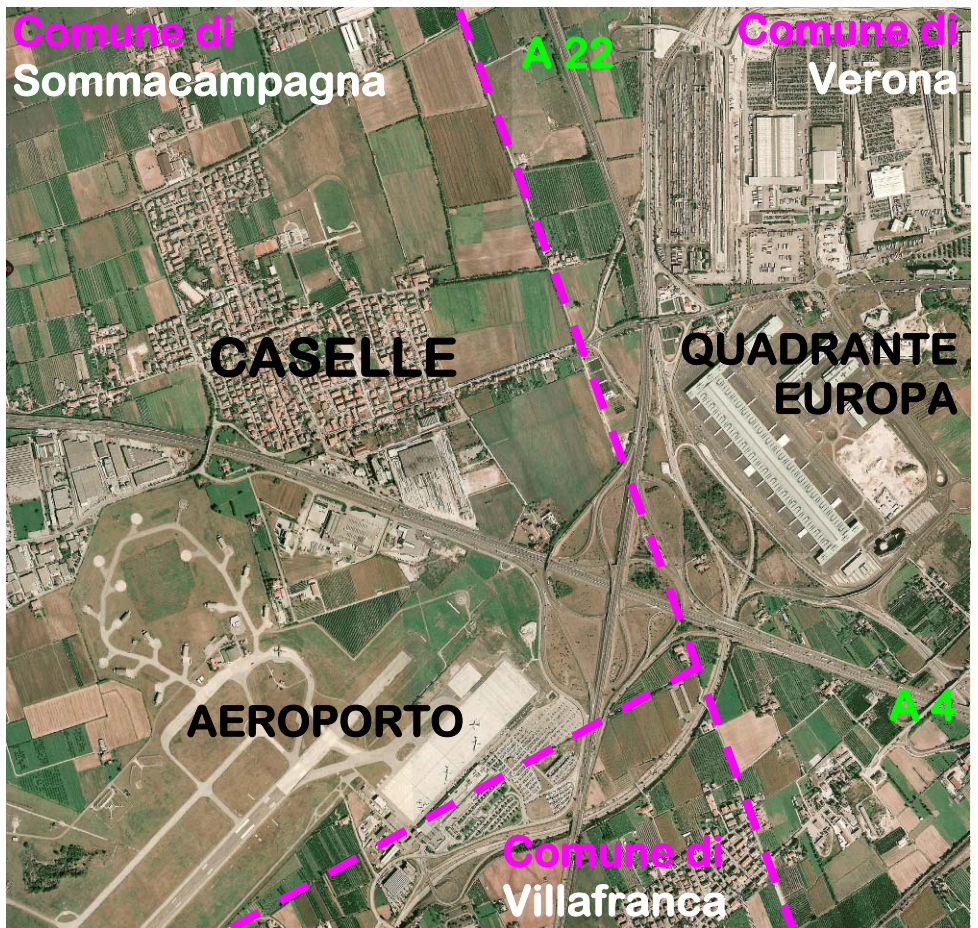 Comune di
Sommacampagna
A 22
Comune di
Verona
CASELLE
QUADRANTE
EUROPA
AEROPORTO
A 4
Comune di
Villafranca